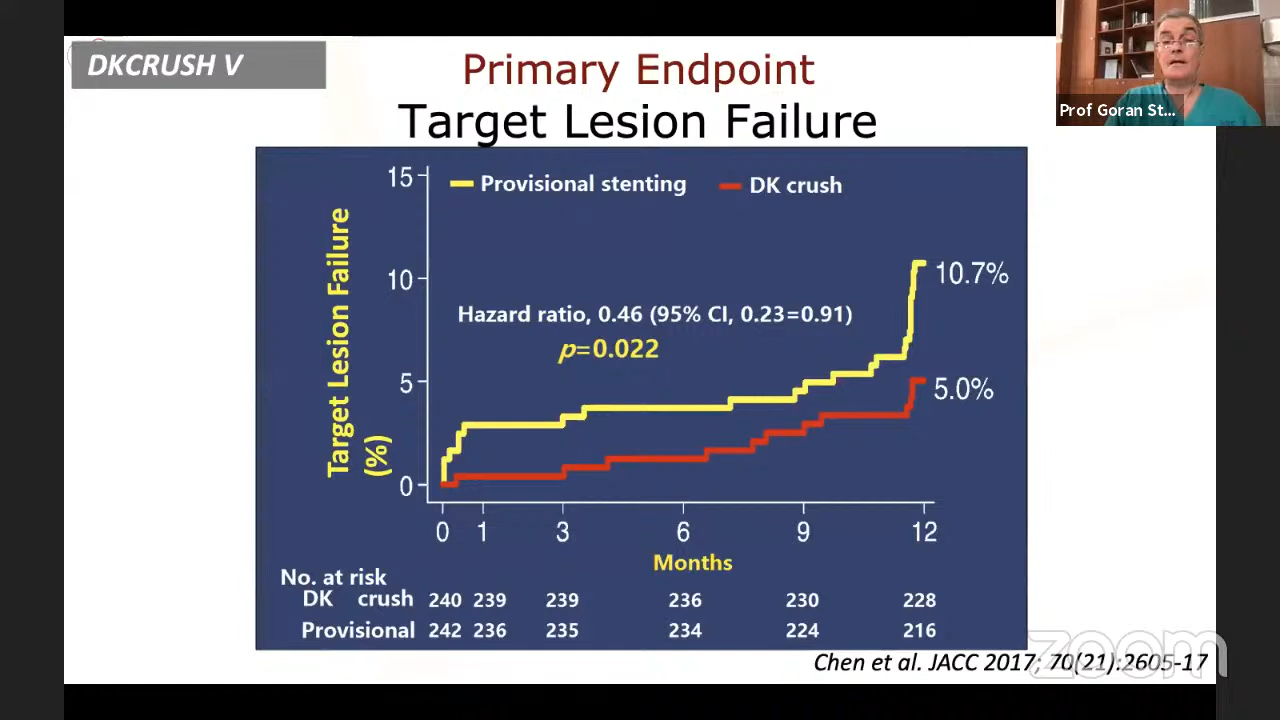 DKCRUSH V
Primary Endpoint
Target Lesion Failure
Prof Goran St...
Target Lesion Failure
(%)
15
10
5
0
Provisional stenting
DK crush
10.7%
Hazard ratio, 0.46 (95% CI, 0.23=0.91)
p=0.022
5.0%
0 1 3 6 9 12
Months
No. at risk
DK crush 240 239 239 236 230 228
Provisional 242 236 235 234 224 216
zoom
Chen et al. JACC 2017; 70(21):2605-17